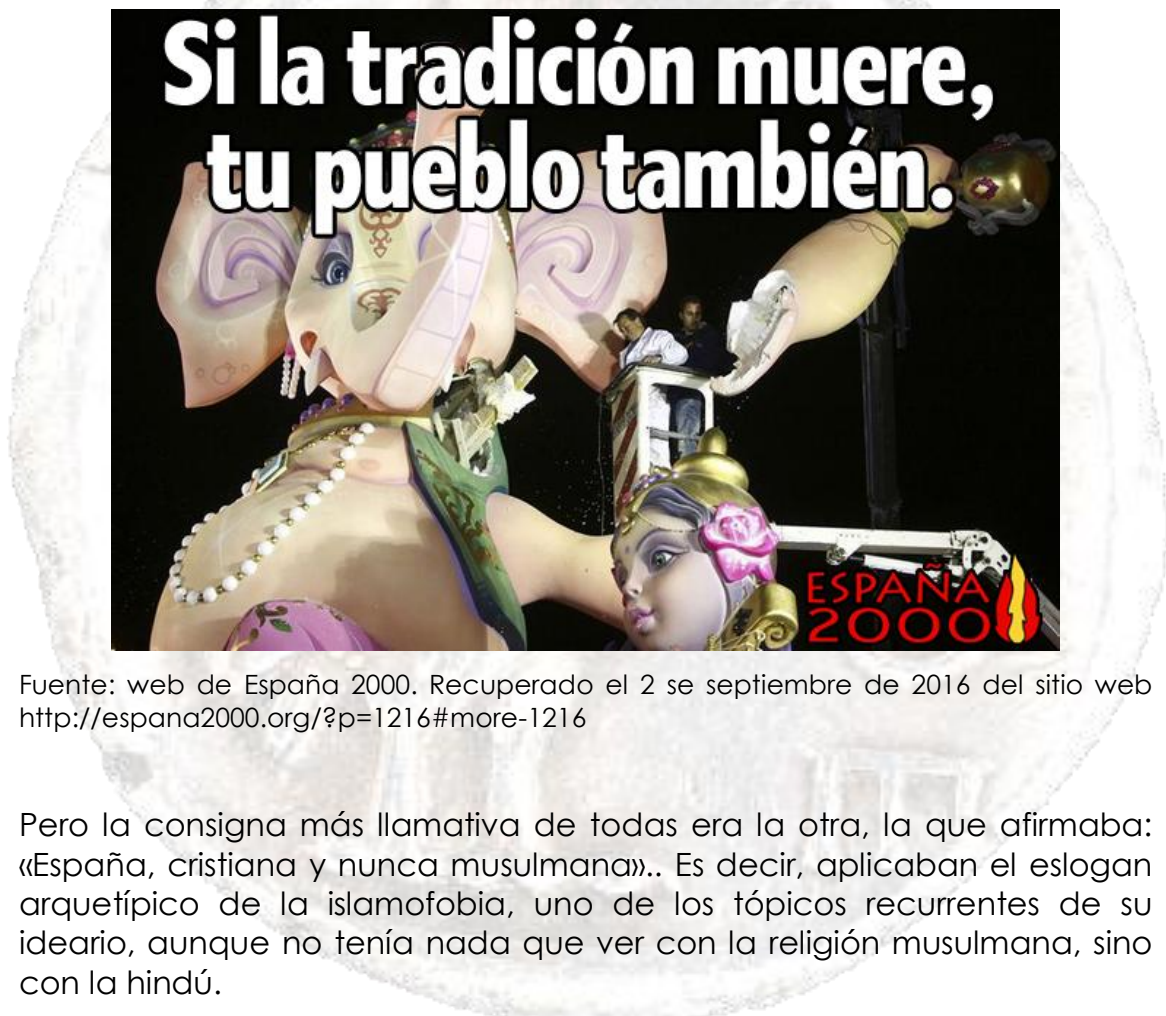 Si la tradición muere,
tu pueblo también.
ESPAÑA
2000
Fuente: web de España 2000. Recuperado el 2 se septiembre de 2016 del sitio web
http://espana2000.org/?p=1216#more-1216
Pero la consigna más llamativa de todas era la otra, la que afirmaba:
«España, cristiana y nunca musulmana».. Es decir, aplicaban el eslogan
arquetípico de la islamofobia, uno de los tópicos recurrentes de su
ideario, aunque no tenía nada que ver con la religión musulmana, sino
con la hindú.